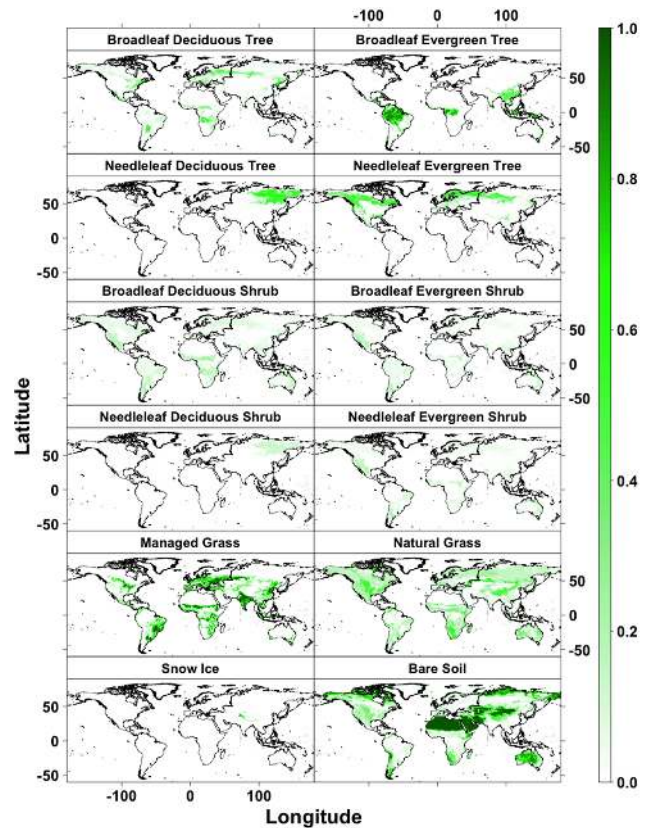 -100 0 100
Broadleaf Deciduous Tree Broadleaf Evergreen Tree
1.0
50
0
-50
Needleleaf Deciduous Tree Needleleaf Evergreen Tree
50
0
-50
0.8
Broadleaf Deciduous Shrub Broadleaf Evergreen Shrub
50
0
-50
0.6
Needleleaf Deciduous Shrub Needleleaf Evergreen Shrub
50
0
-50
0.4
Managed Grass Natural Grass
50
0
-50
0.2
Snow Ice Bare Soil
50
0
-50
0.0
-100 0 100
Latitude
Longitude